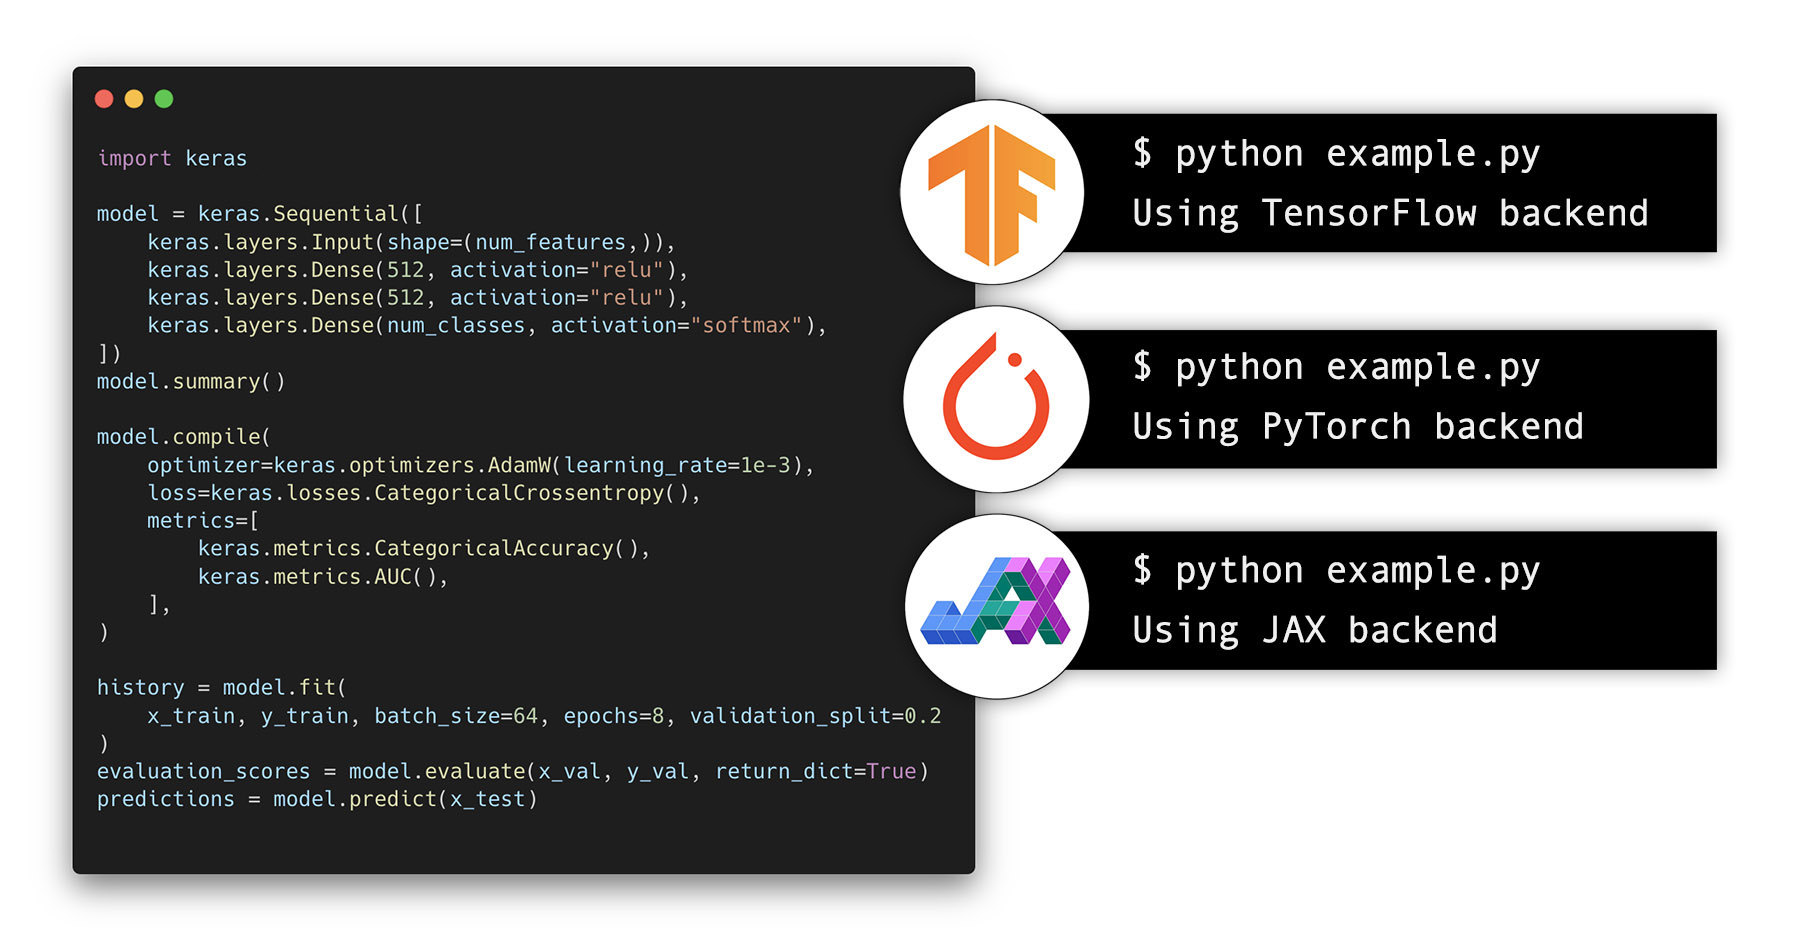 import keras
model = keras.Sequential([
    keras.layers.Input(shape=(num_features,)),
    keras.layers.Dense(512, activation="relu"),
    keras.layers.Dense(512, activation="relu"),
    keras.layers.Dense(num_classes, activation="softmax"),
])
model.summary()
model.compile(
    optimizer=keras.optimizers.AdamW(learning_rate=1e-3),
    loss=keras.losses.CategoricalCrossentropy(),
    metrics=[
        keras.metrics.CategoricalAccuracy(),
        keras.metrics.AUC(),
    ],
)
history = model.fit(
    x_train, y_train, batch_size=64, epochs=8, validation_split=0.2
)
evaluation_scores = model.evaluate(x_val, y_val, return_dict=True)
predictions = model.predict(x_test)
TF
$ python example.py
Using TensorFlow backend
$ python example.py
Using PyTorch backend
JAX
$ python example.py
Using JAX backend